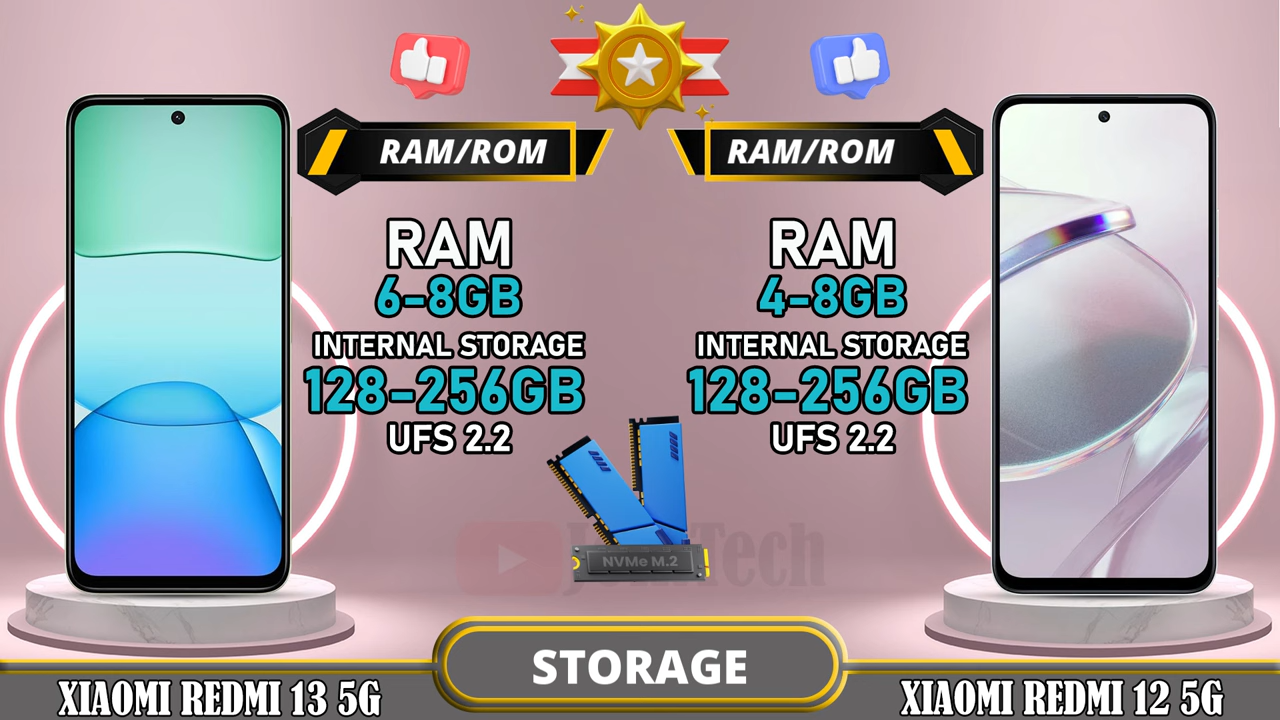 RAM/ROM
RAM/ROM
RAM
6-8GB
INTERNAL STORAGE
128-256GB
UFS 2.2
RAM
4-8GB
INTERNAL STORAGE
128-256GB
UFS 2.2
Tech
NVMe M.2
STORAGE
XIAOMI REDMI 13 5G
XIAOMI REDMI 12 5G